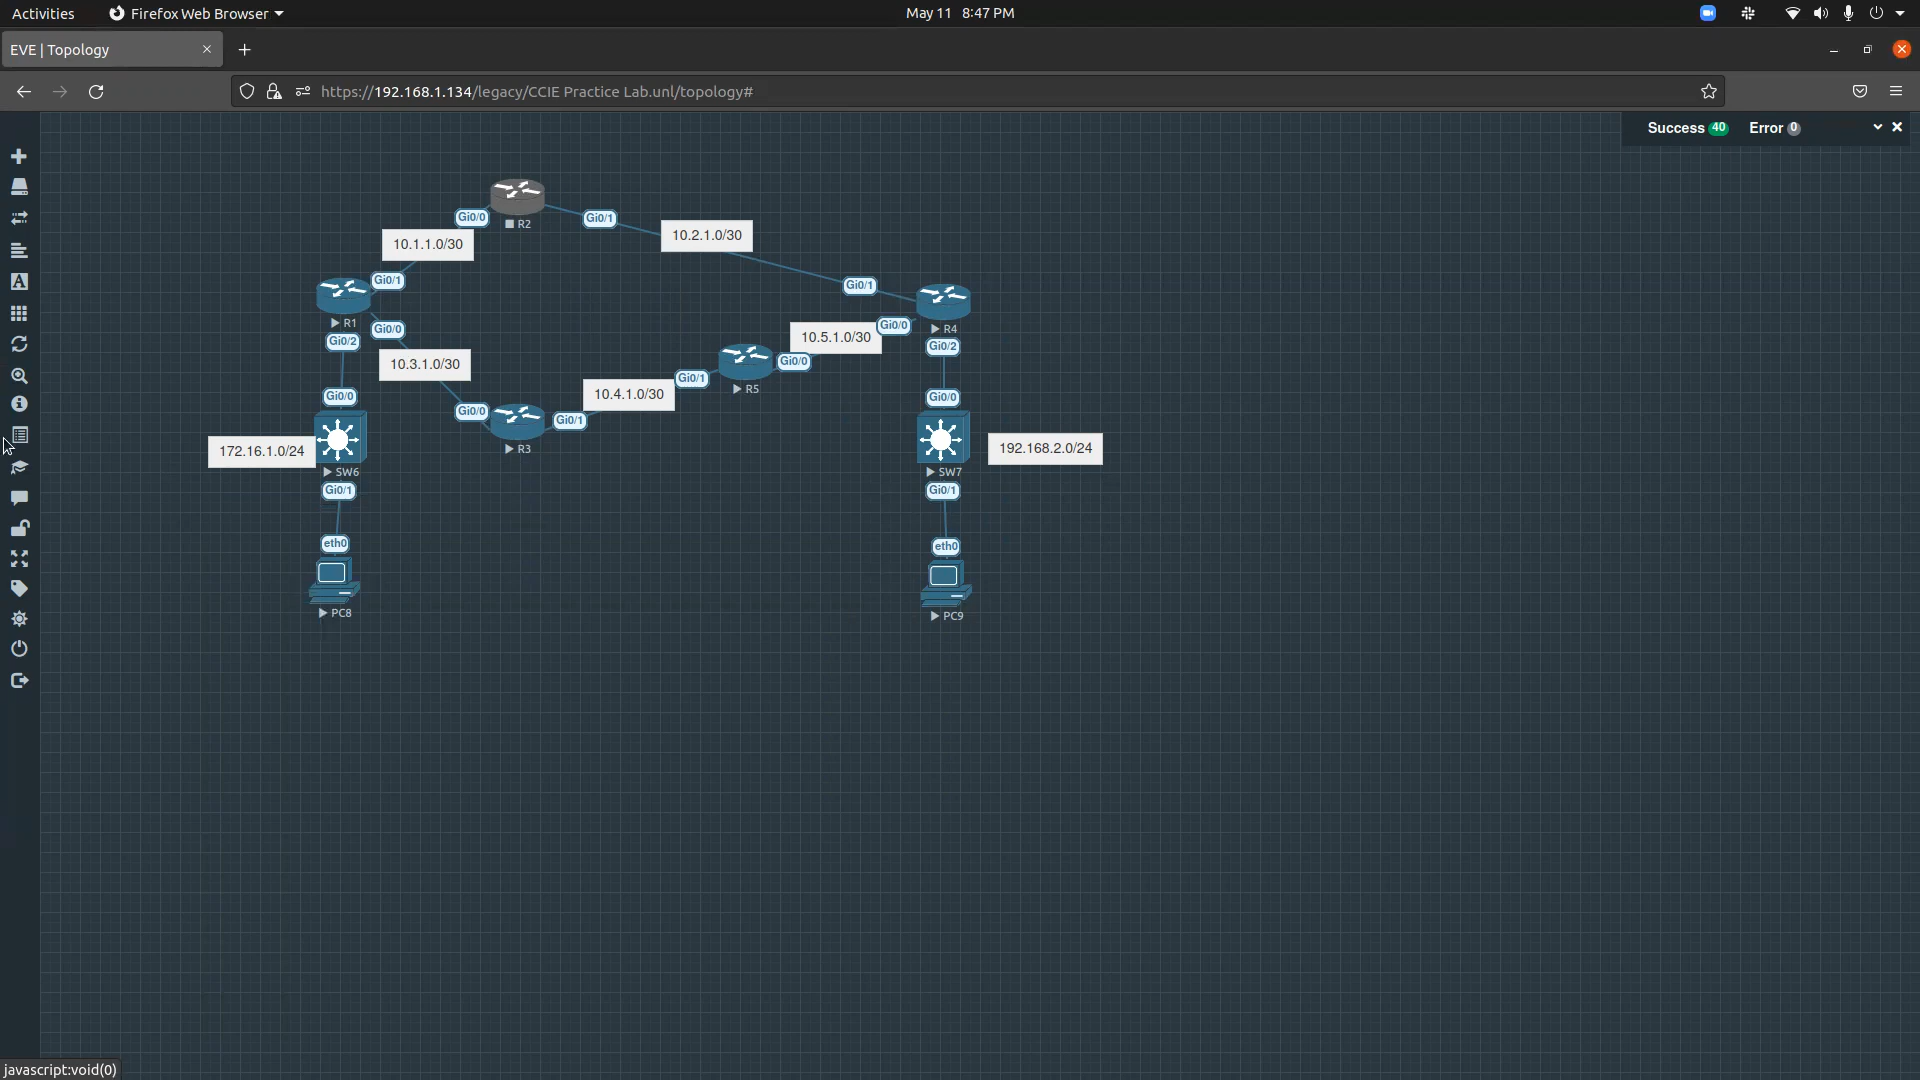 Activities Firefox Web Browser May 11 8:47 PM
EVE | Topology
https://192.168.1.134/legacy/CCIE Practice Lab.unl/topology#
Success 40 Error 0
R2
Gi0/0 Gi0/1
10.1.1.0/30 10.2.1.0/30
Gi0/1 Gi0/1
R1 Gi0/0 Gi0/0 R4
Gi0/2 10.5.1.0/30 Gi0/2
10.3.1.0/30 Gi0/1 Gi0/0
R5
Gi0/0 10.4.1.0/30 Gi0/0
Gi0/0 Gi0/1
172.16.1.0/24 R3 192.168.2.0/24
SW6 SW7
Gi0/1 Gi0/1
eth0 eth0
PC8 PC9
javascript:void(0)